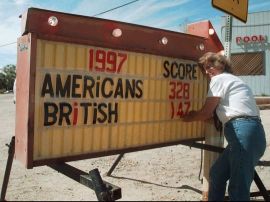 1997 SCORE
AMERICANS 328
BRiTiSH 147
POOL